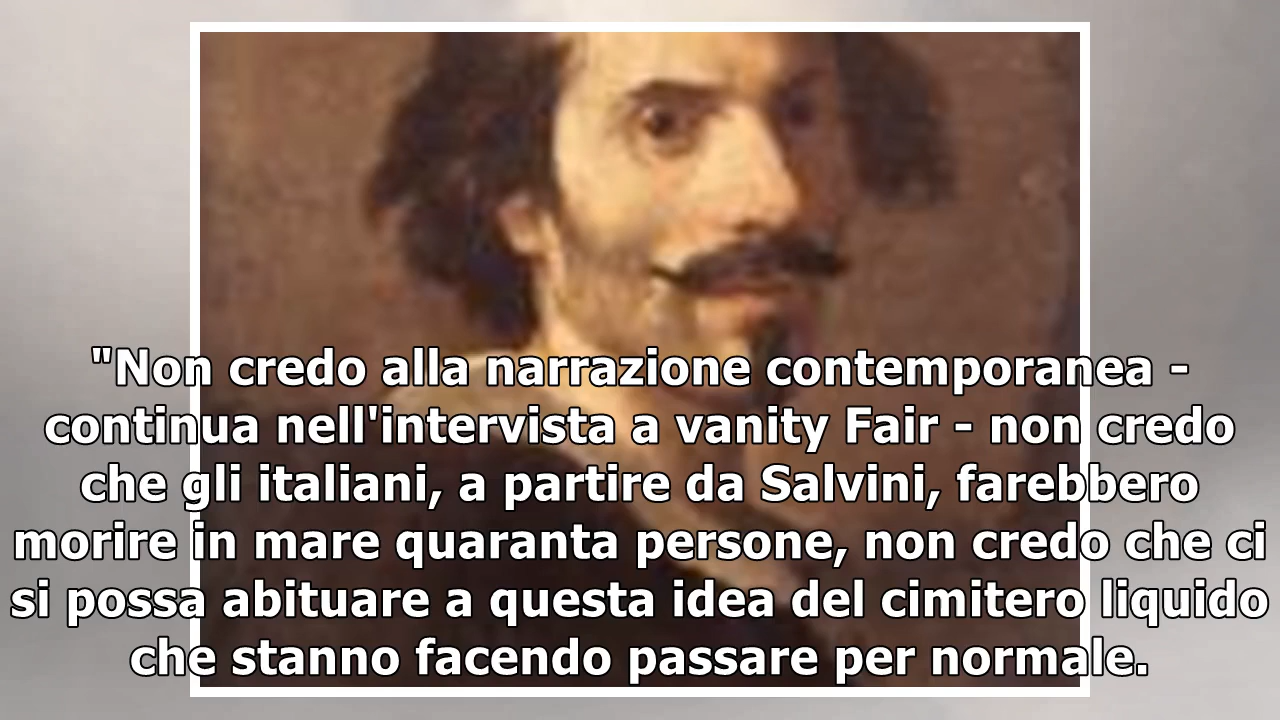 "Non credo alla narrazione contemporanea -
continua nell'intervista a vanity Fair - non credo
che gli italiani, a partire da Salvini, farebbero
morire in mare quaranta persone, non credo che ci
si possa abituare a questa idea del cimitero liquido
che stanno facendo passare per normale.